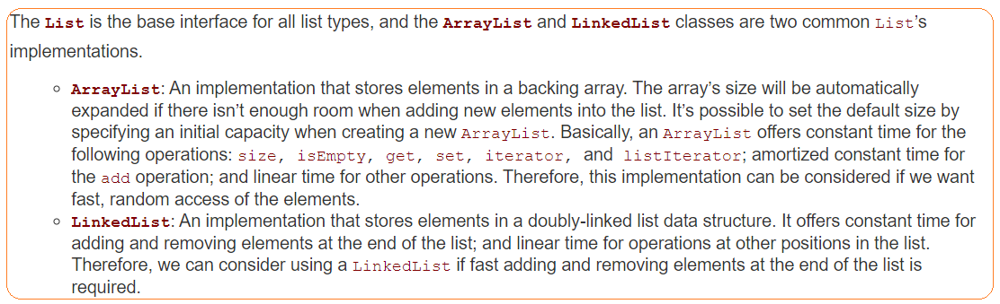 The List is the base interface for all list types, and the ArrayList and LinkedList classes are two common List’s
implementations.
ArrayList: An implementation that stores elements in a backing array. The array’s size will be automatically
expanded if there isn’t enough room when adding new elements into the list. It’s possible to set the default size by
specifying an initial capacity when creating a new ArrayList. Basically, an ArrayList offers constant time for the
following operations: size, isEmpty, get, set, iterator, and listIterator; amortized constant time for
the add operation; and linear time for other operations. Therefore, this implementation can be considered if we want
fast, random access of the elements.
LinkedList: An implementation that stores elements in a doubly-linked list data structure. It offers constant time for
adding and removing elements at the end of the list; and linear time for operations at other positions in the list.
Therefore, we can consider using a LinkedList if fast adding and removing elements at the end of the list is
required.